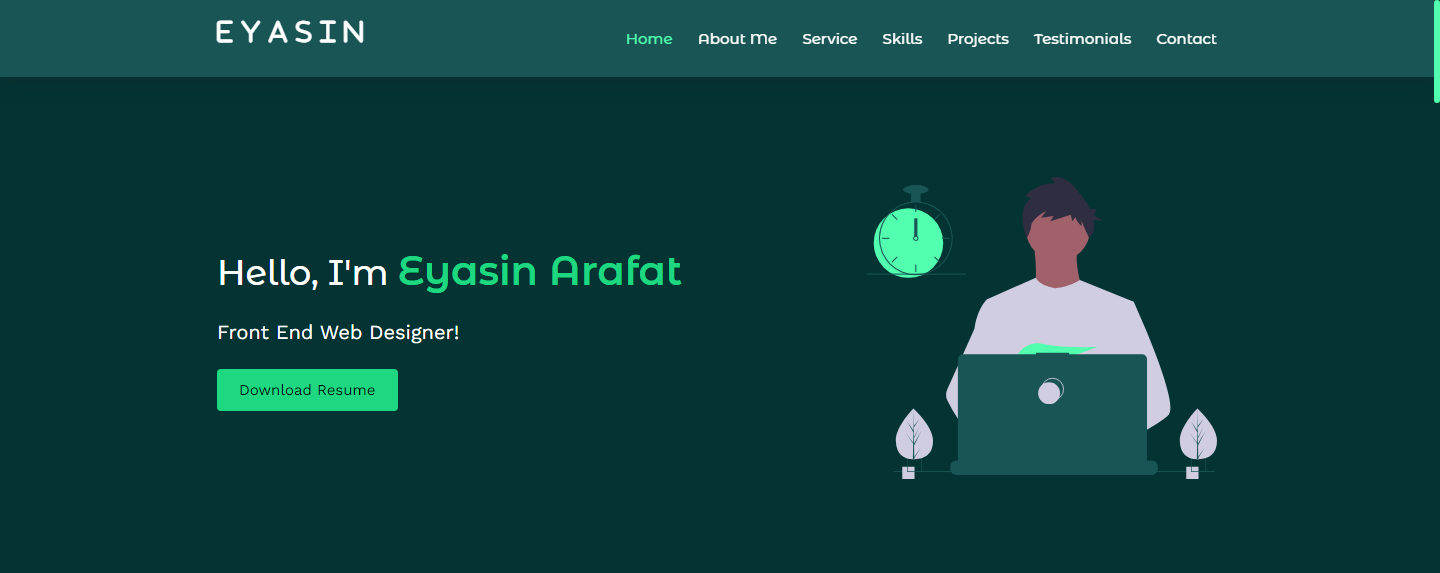 EYASIN
Home About Me Service Skills Projects Testimonials Contact
Hello, I'm Eyasin Arafat
Front End Web Designer!
Download Resume